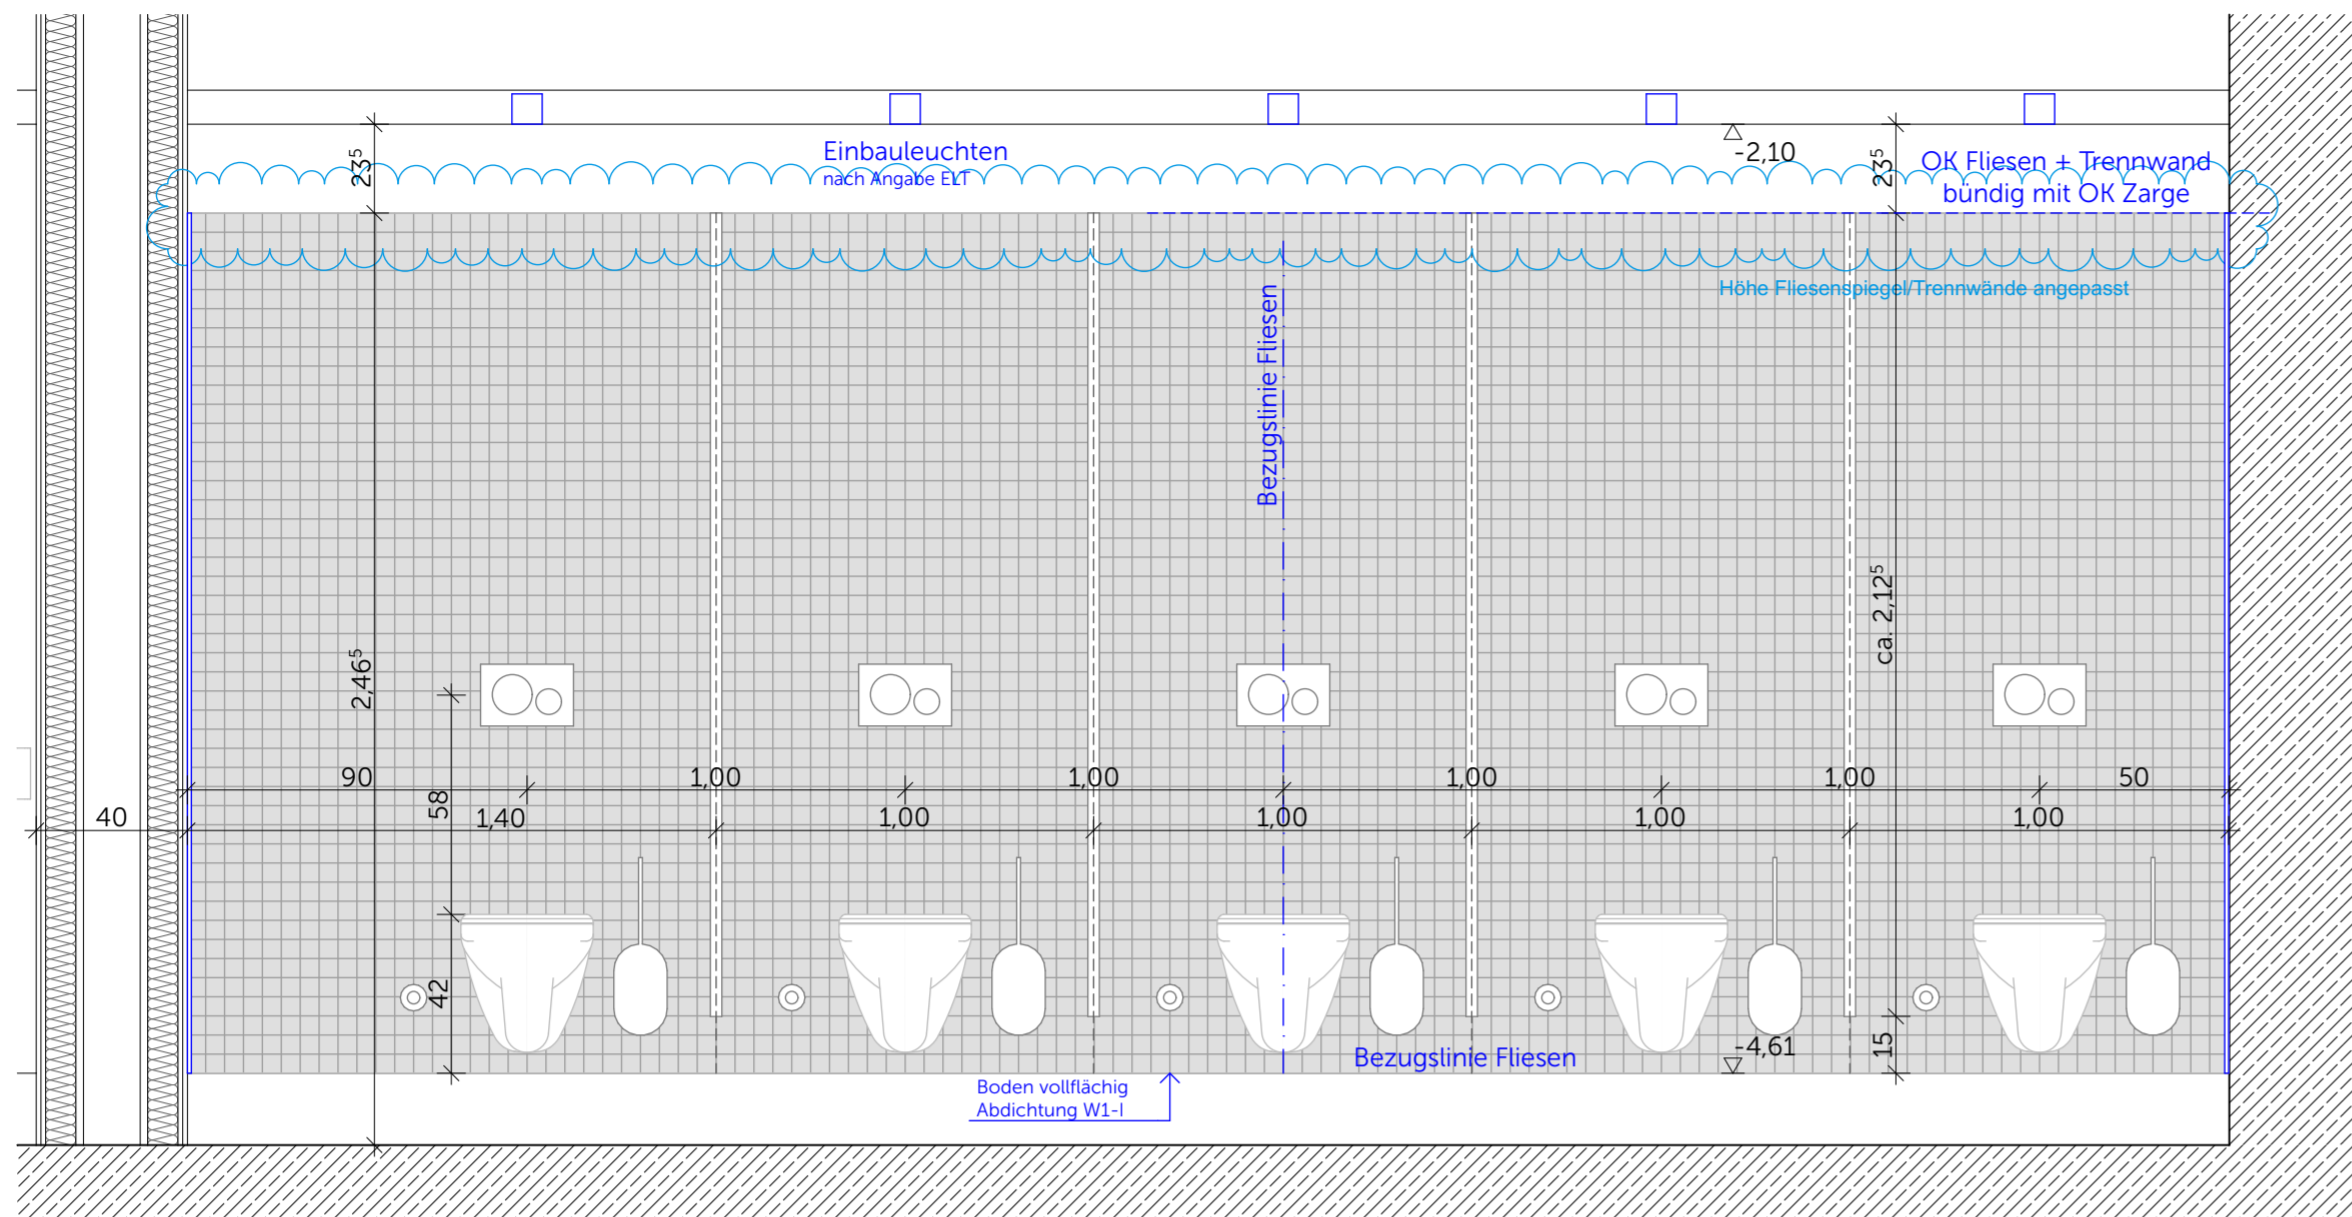 Einbauleuchten
nach Angabe ELT
-2,10
OK Fliesen + Trennwand
bündig mit OK Zarge
23⁵
23⁵
Höhe Fliesenspiegel/Trennwände angepasst
Bezugslinie Fliesen
ca. 2,12⁵
2,46⁵
90
1,00
1,00
1,00
1,00
50
58
40
1,40
1,00
1,00
1,00
1,00
42
15
Bezugslinie Fliesen
-4,61
Boden vollflächig
Abdichtung W1-I